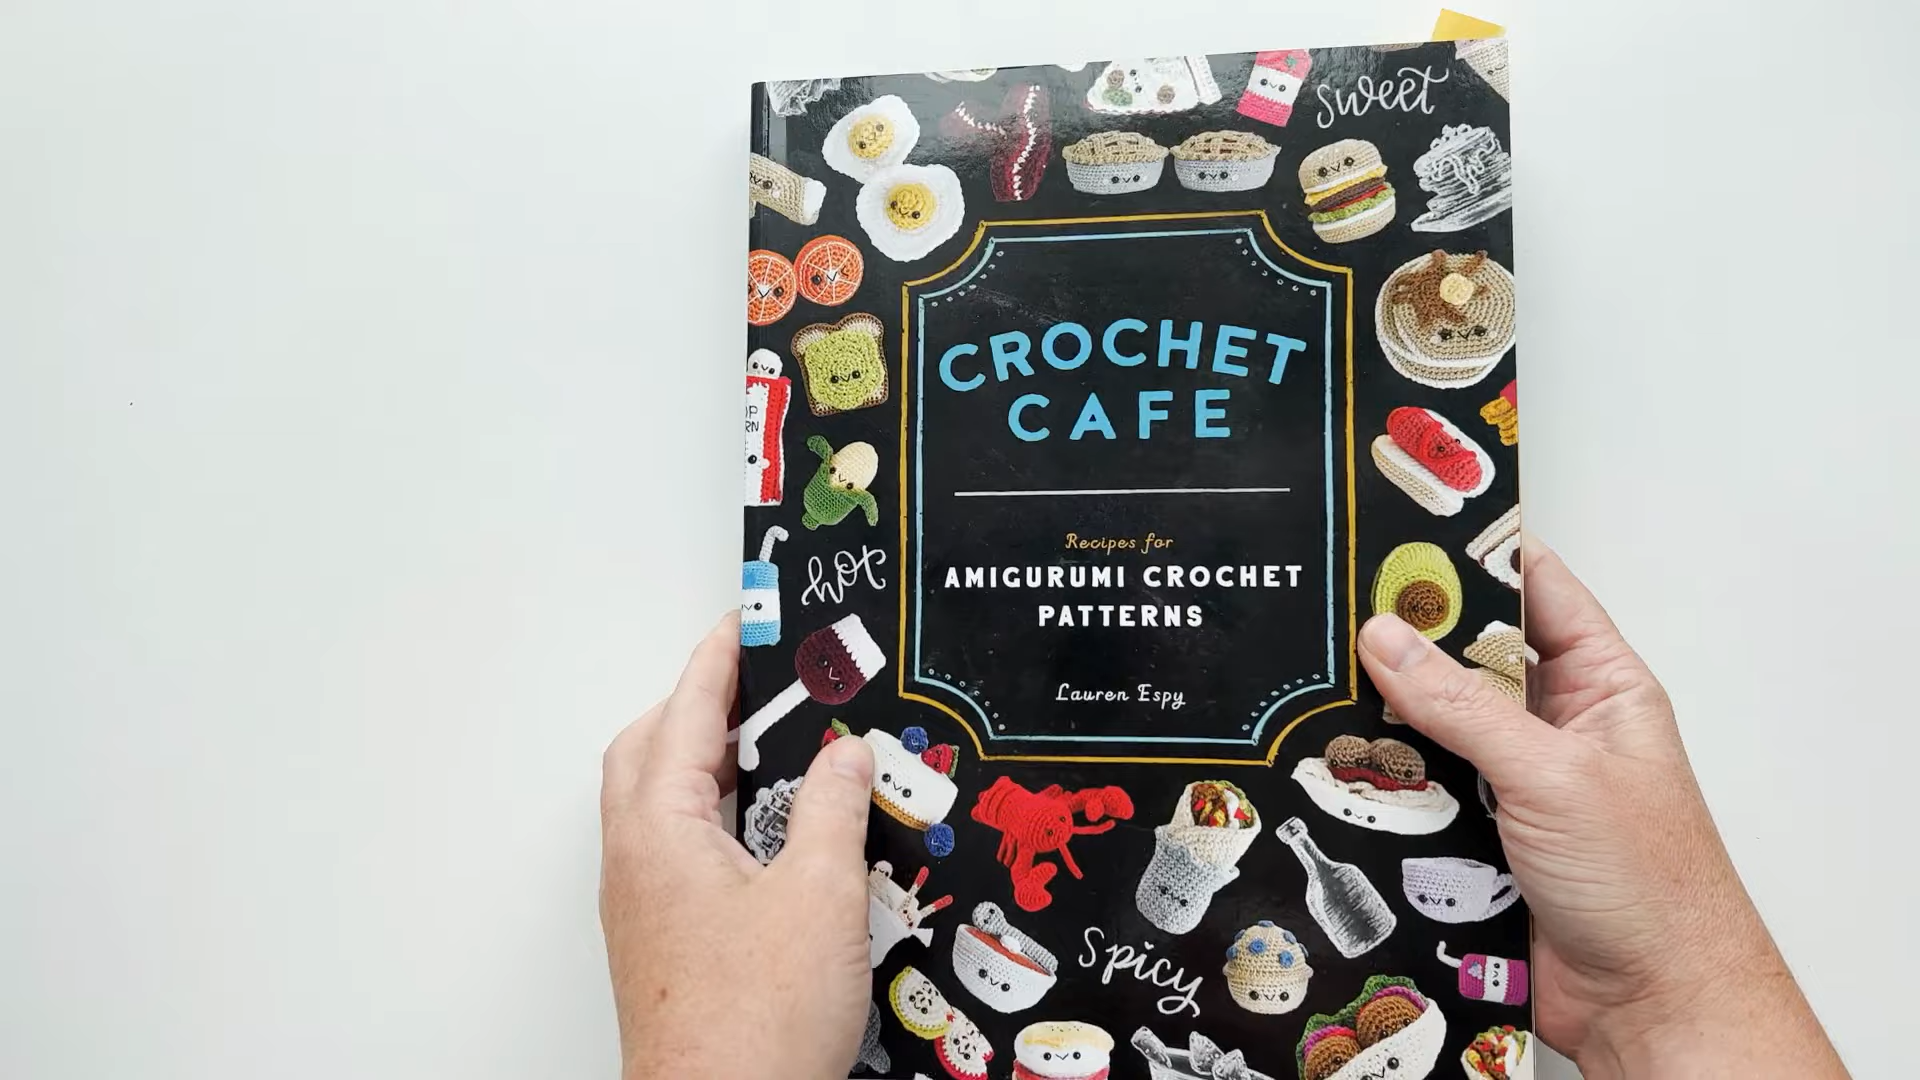 sweet
CROCHET
CAFE
Recipes for
AMIGURUMI CROCHET
PATTERNS
hot
Lauren Espy
spicy